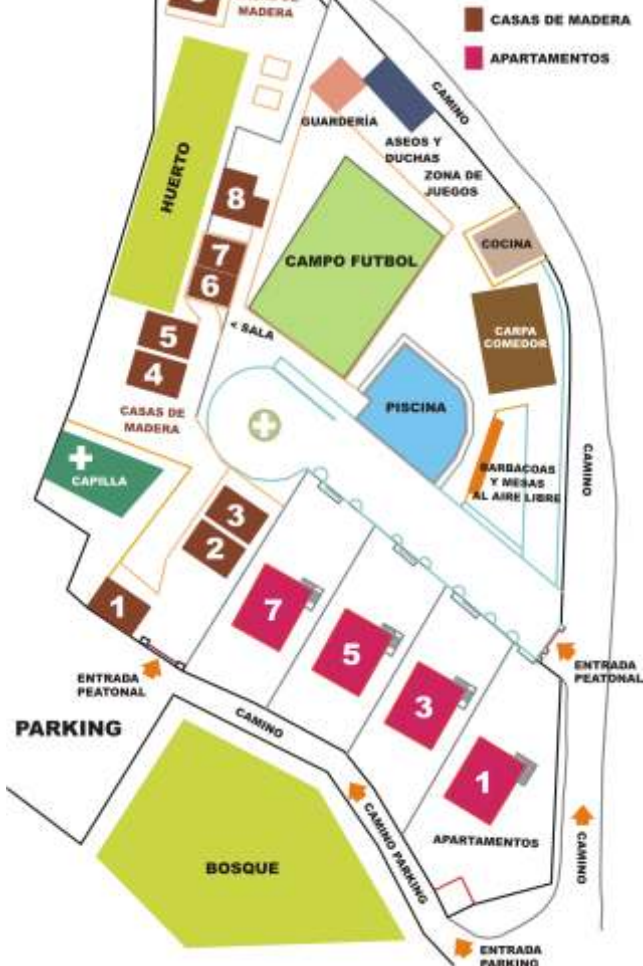 MADERA
CASAS DE MADERA
APARTAMENTOS
CAMINO
GUARDERÍA
ASEOS Y
DUCHAS
ZONA DE
JUEGOS
HUERTO
8
7
6
CAMPO FUTBOL
COCINA
< SALA
5
4
CARPA
COMEDOR
CASAS DE
MADERA
PISCINA
CAPILLA
BARBACOAS
Y MESAS
AL AIRE LIBRE
CAMINO
3
2
1
7
5
3
1
ENTRADA
PEATONAL
ENTRADA
PEATONAL
PARKING
CAMINO
CAMINO PARKING
APARTAMENTOS
CAMINO
BOSQUE
ENTRADA
PARKING